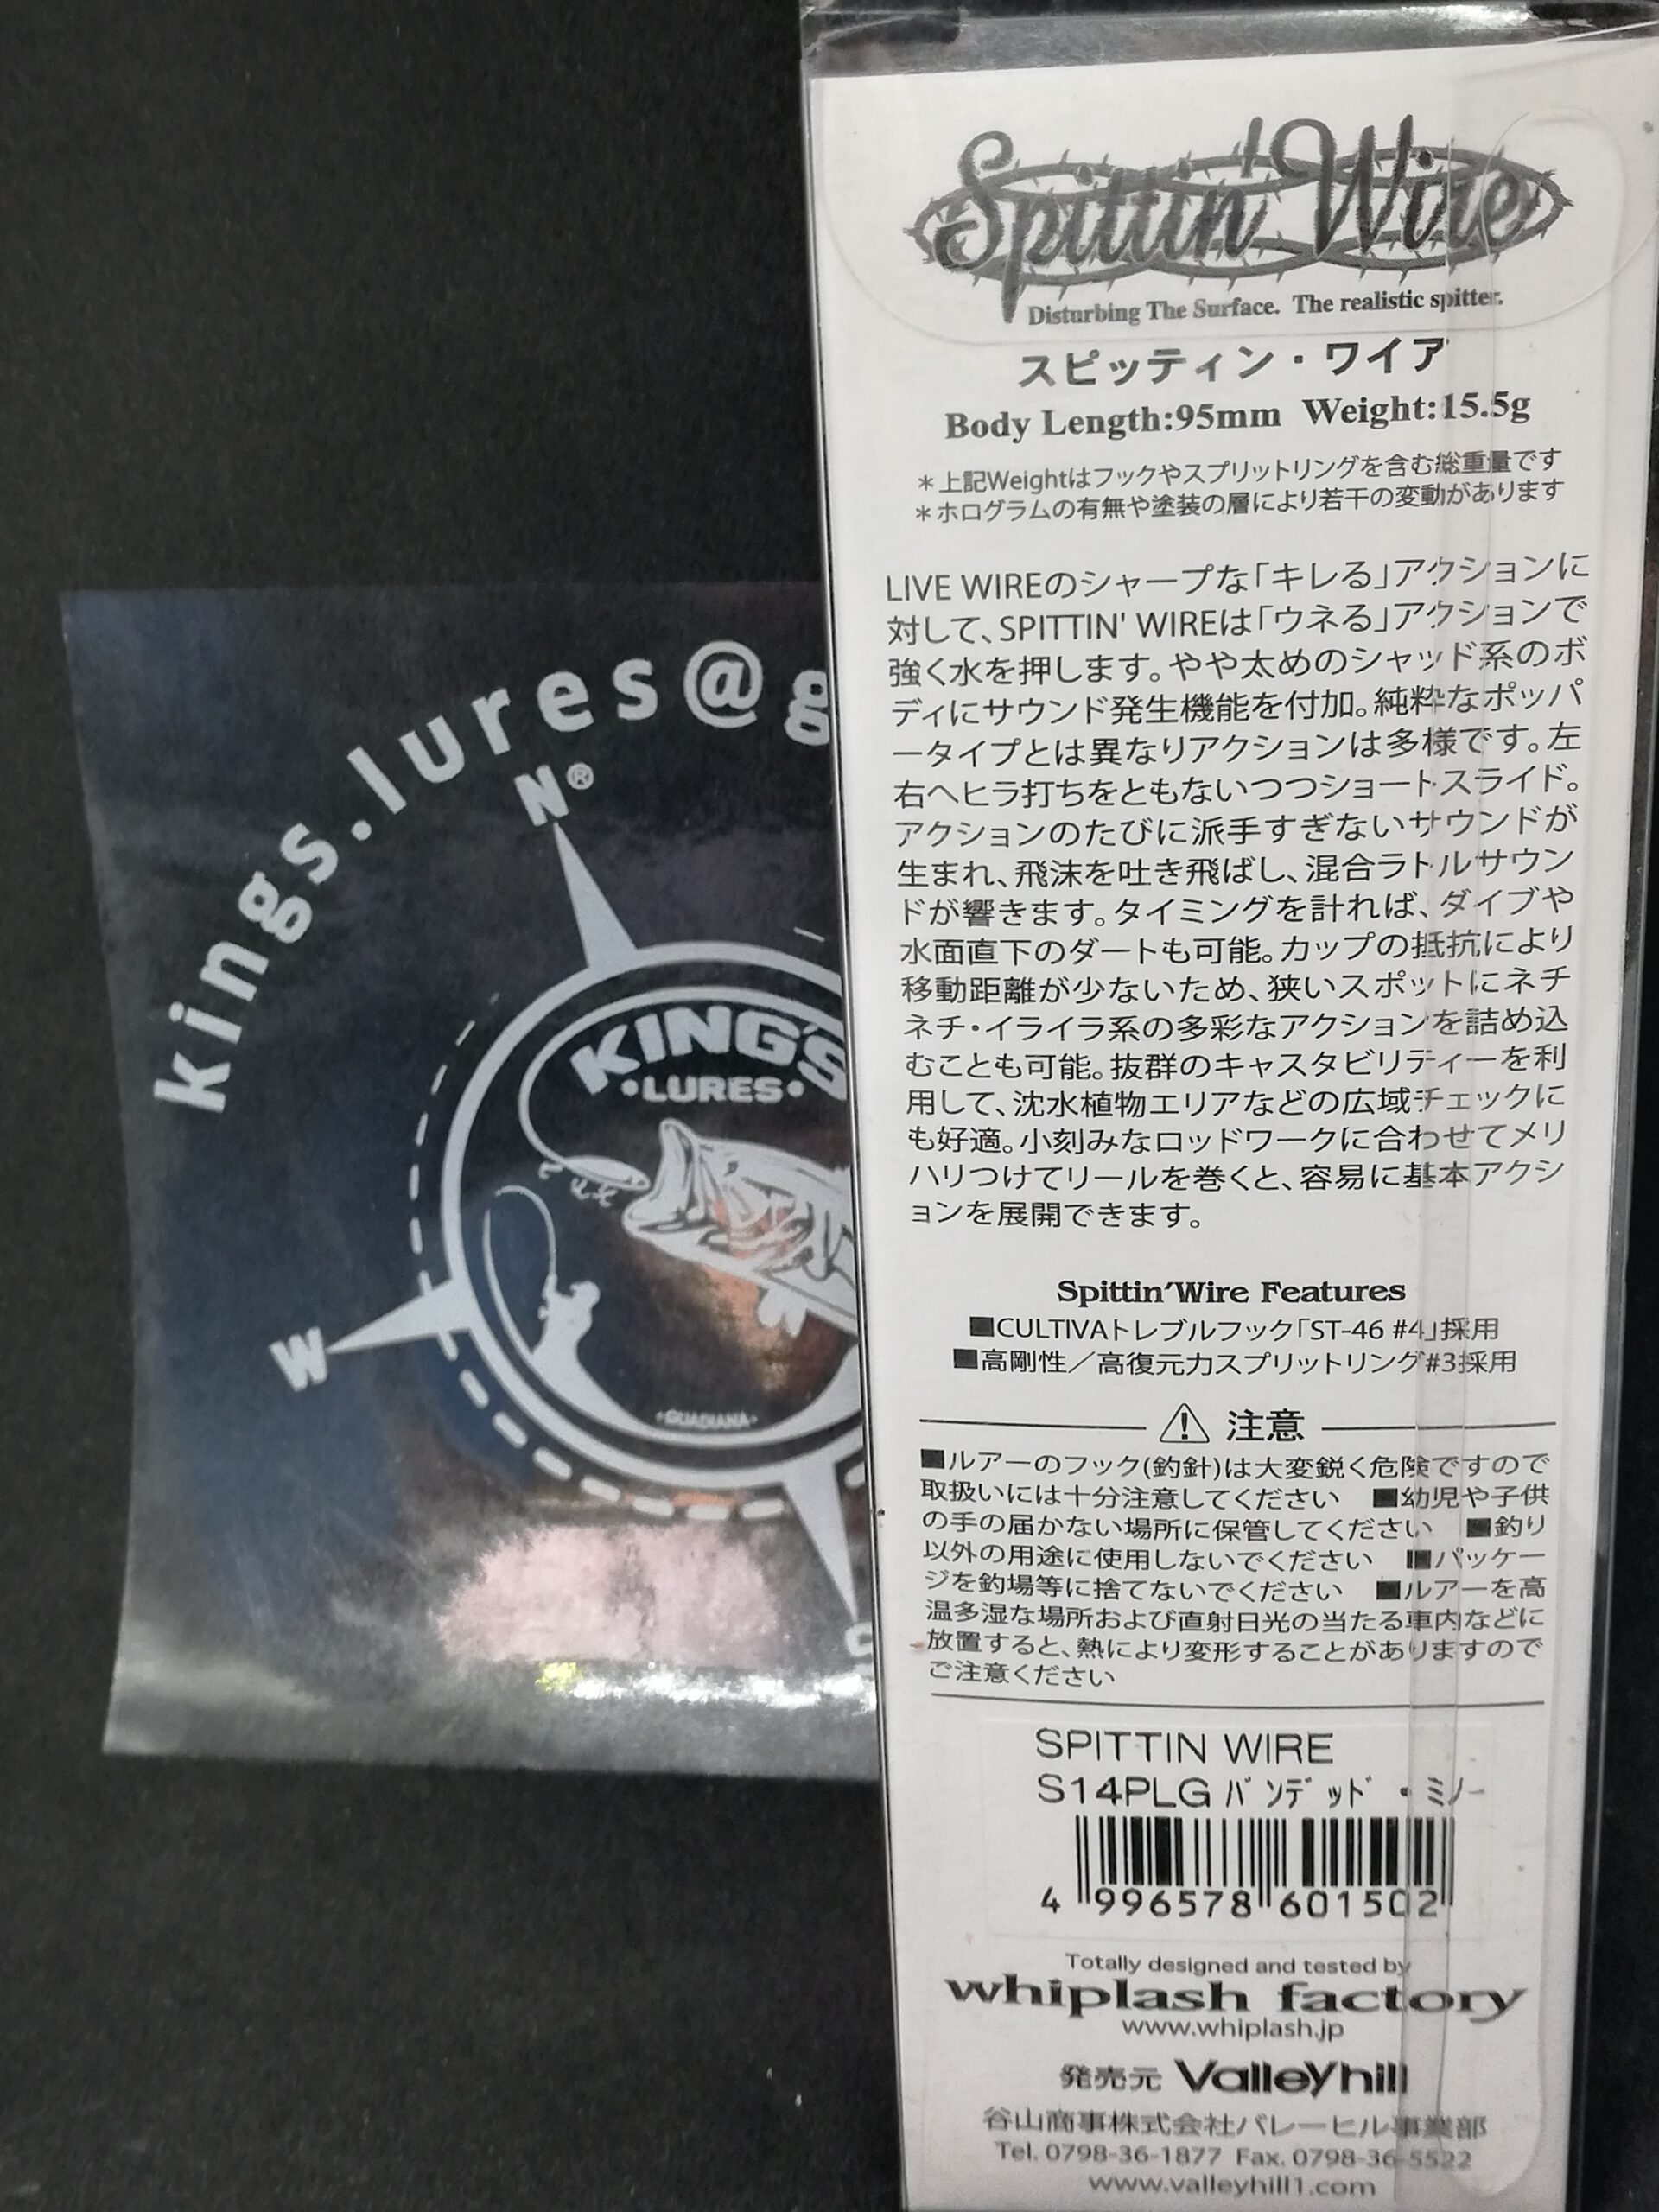 kings.lures@g
N®
KING'S
•LURES•
W
•GUADIANA•
Spittin' Wire
Disturbing The Surface. The realistic spitter.
スピッティン・ワイア
Body Length:95mm Weight:15.5g
＊上記Weightはフックやスプリットリングを含む総重量です
＊ホログラムの有無や塗装の層により若干の変動があります
LIVE WIREのシャープな「キレる」アクションに
対して、SPITTIN' WIREは「ウネる」アクションで
強く水を押します。やや太めのシャッド系のボ
ディにサウンド発生機能を付加。純粋なポッパ
ータイプとは異なりアクションは多様です。左
右へヒラ打ちをともないつつショートスライド。
アクションのたびに派手すぎないサウンドが
生まれ、飛沫を吐き飛ばし、混合ラトルサウン
ドが響きます。タイミングを計れば、ダイブや
水面直下のダートも可能。カップの抵抗により
移動距離が少ないため、狭いスポットにネチ
ネチ・イライラ系の多彩なアクションを詰め込
むことも可能。抜群のキャスタビリティーを利
用して、沈水植物エリアなどの広域チェックに
も好適。小刻みなロッドワークに合わせてメリ
ハリつけてリールを巻くと、容易に基本アクシ
ョンを展開できます。
Spittin'Wire Features
■CULTIVAトレブルフック「ST-46 #4」採用
■高剛性／高復元力スプリットリング#3採用
注意
■ルアーのフック(釣針)は大変鋭く危険ですので
取扱いには十分注意してください ■幼児や子供
の手の届かない場所に保管してください ■釣り
以外の用途に使用しないでください ■パッケー
ジを釣場等に捨てないでください ■ルアーを高
温多湿な場所および直射日光の当たる車内などに
放置すると、熱により変形することがありますので
ご注意ください
SPITTIN WIRE
S14PLG ﾊﾞﾝﾃﾞｯﾄﾞ・ﾐﾉｰ
4 996578 601502
Totally designed and tested by
whiplash factory
www.whiplash.jp
発売元 Valleyhill
谷山商事株式会社バレーヒル事業部
Tel. 0798-36-1877 Fax. 0798-36-5522
www.valleyhill1.com